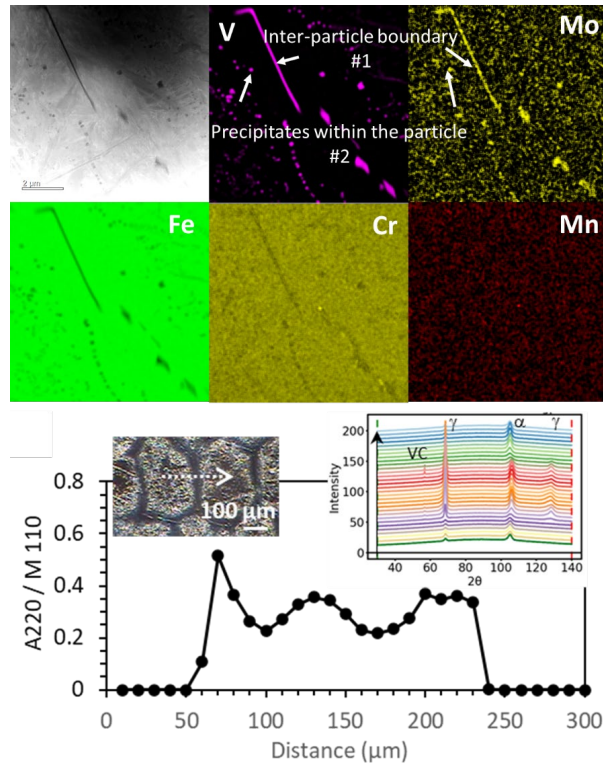 V
Mo
Inter-particle boundary
#1
Precipitates within the particle
#2
2 μm
Fe
Cr
Mn
0.8
0.6
0.4
0.2
0
A220 / M 110
0
50
100
150
200
250
300
Distance (μm)
100 μm
200
150
100
50
0
Intensity
VC
γ
α
γ
40
60
80
100
120
140
2θ